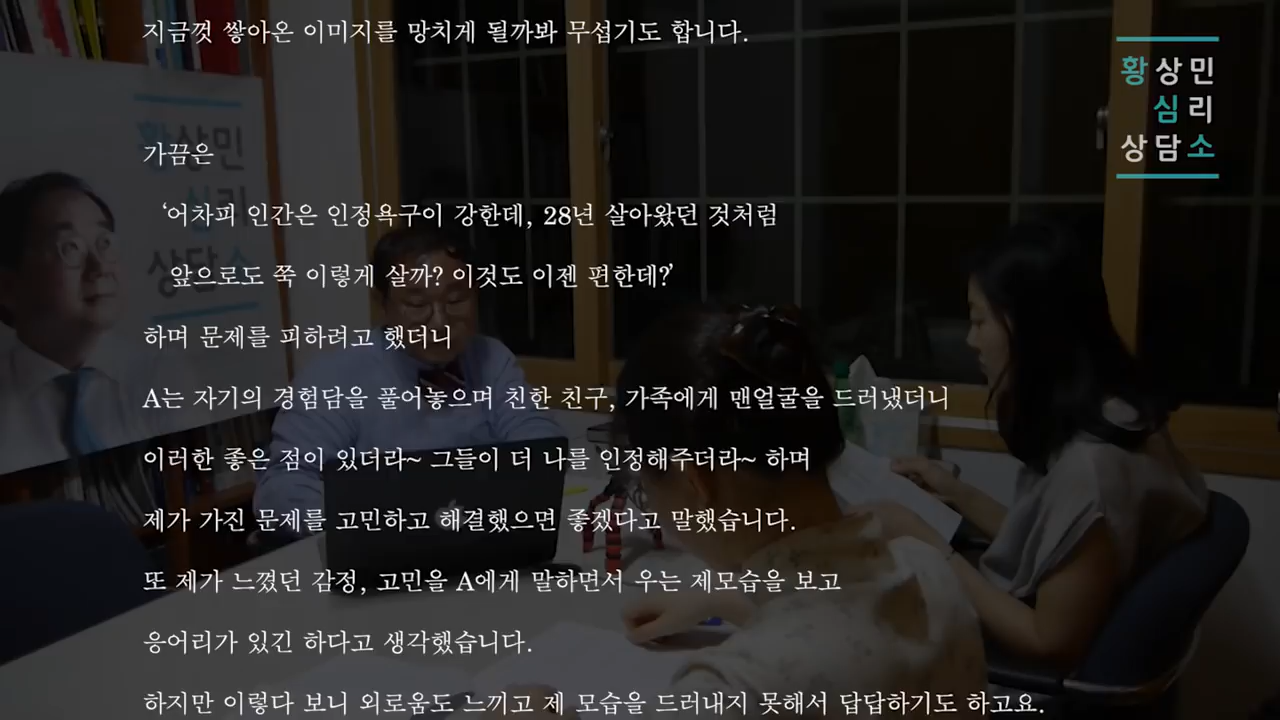 지금껏 쌓아온 이미지를 망치게 될까봐 무섭기도 합니다.
황상민
심리
상담소
가끔은
‘어차피 인간은 인정욕구이 강한데, 28년 살아왔던 것처럼
앞으로도 쭉 이렇게 살까? 이것도 이젠 편한데?’
하며 문제를 피하려고 했더니
A는 자기의 경험담을 풀어놓으며 친한 친구, 가족에게 맨얼굴을 드러냈더니
이러한 좋은 점이 있더라~ 그들이 더 나를 인정해주더라~ 하며
제가 가진 문제를 고민하고 해결했으면 좋겠다고 말했습니다.
또 제가 느꼈던 감정, 고민을 A에게 말하면서 우는 제모습을 보고
응어리가 있긴 하다고 생각했습니다.
하지만 이렇다 보니 외로움도 느끼고 제 모습을 드러내지 못해서 답답하기도 하고요.
황상민
심리
상담소